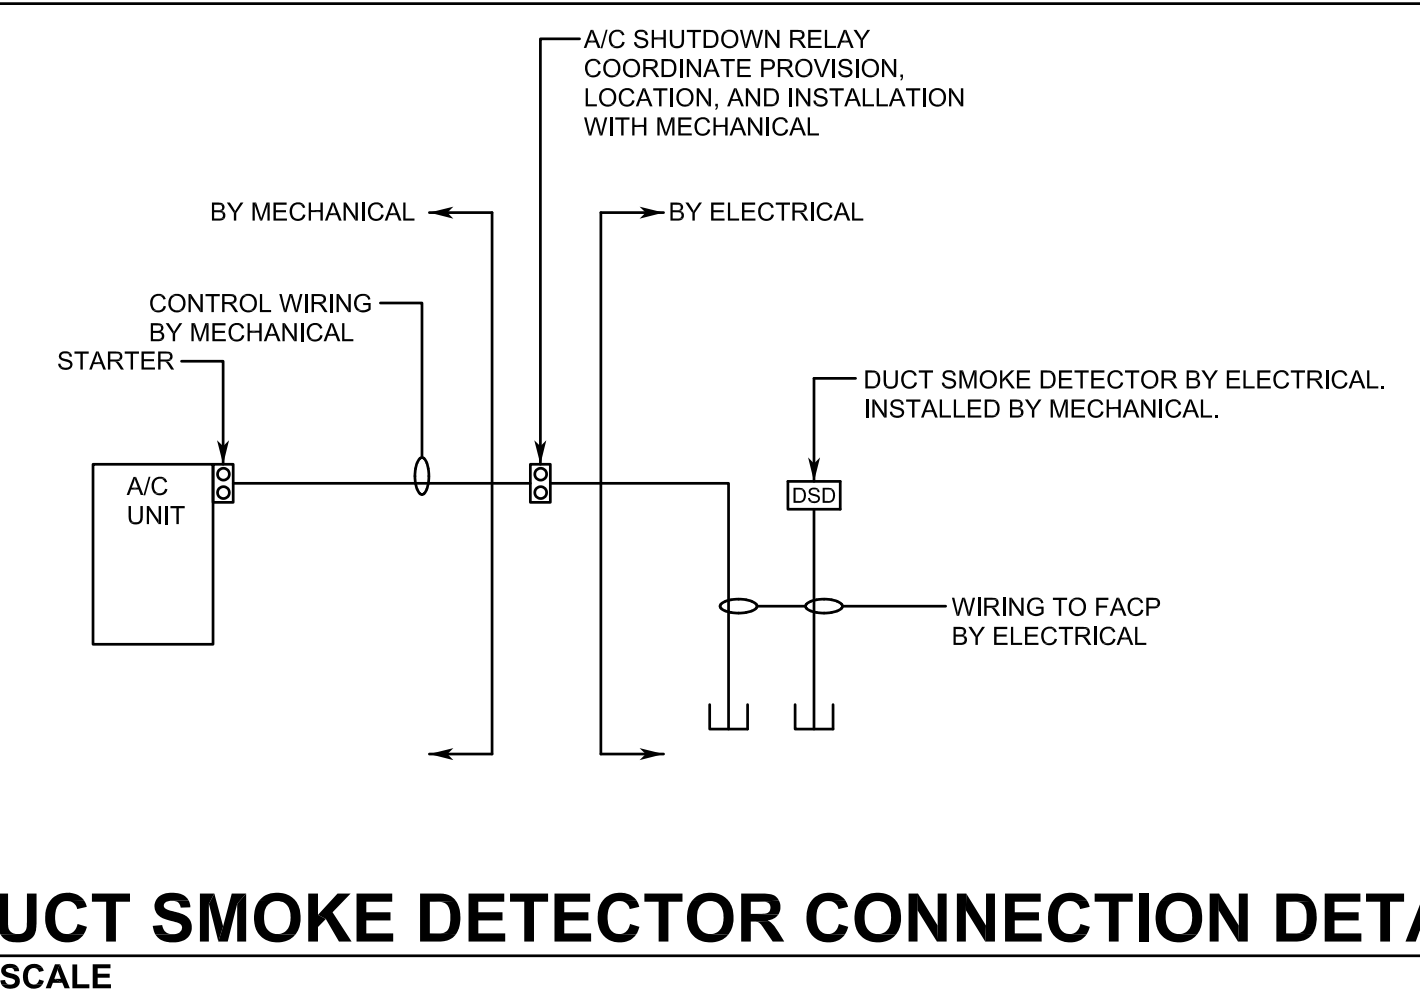 A/C SHUTDOWN RELAY
COORDINATE PROVISION,
LOCATION, AND INSTALLATION
WITH MECHANICAL
BY MECHANICAL
BY ELECTRICAL
CONTROL WIRING
BY MECHANICAL
STARTER
DUCT SMOKE DETECTOR BY ELECTRICAL.
INSTALLED BY MECHANICAL.
A/C
UNIT
DSD
WIRING TO FACP
BY ELECTRICAL
UCT SMOKE DETECTOR CONNECTION DETA
SCALE